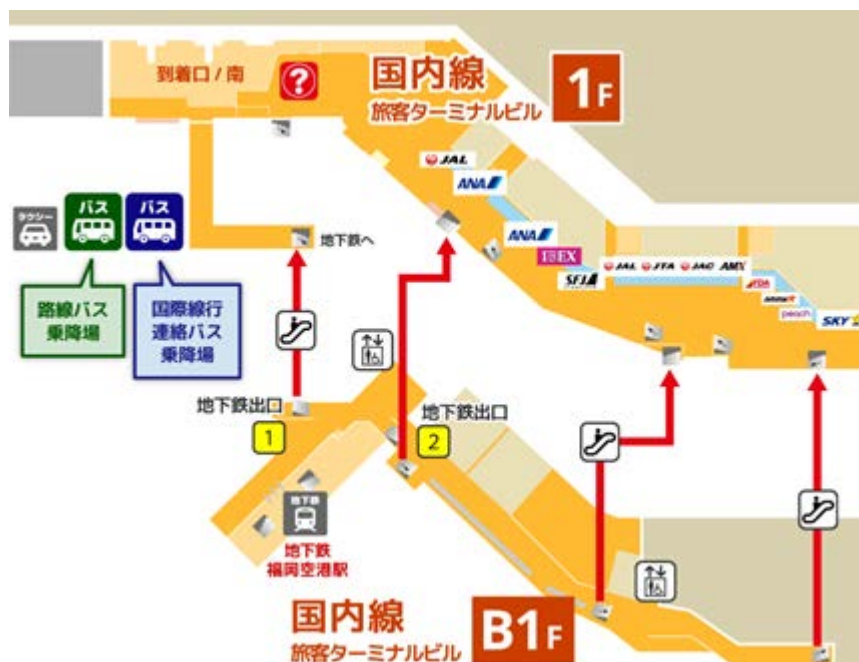 国内線 1F
旅客ターミナルビル
到着口/南
?
JAL
ANA
タクシー
バス
バス
地下鉄へ
ANA
IBEX
SFJ
JAL JTA JAC AMX
FDA
peach
SKY
路線バス
乗降場
国際線行
連絡バス
乗降場
地下鉄出口
1
地下鉄出口
2
地下鉄
地下鉄
福岡空港駅
国内線 B1F
旅客ターミナルビル